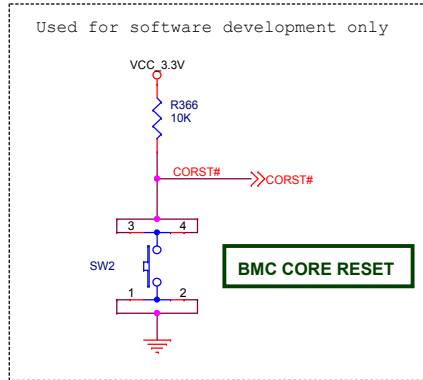 Used for software development only
VCC_3.3V
R366
10K
CORST#
CORST#
3 4
SW2
BMC CORE RESET
1 2